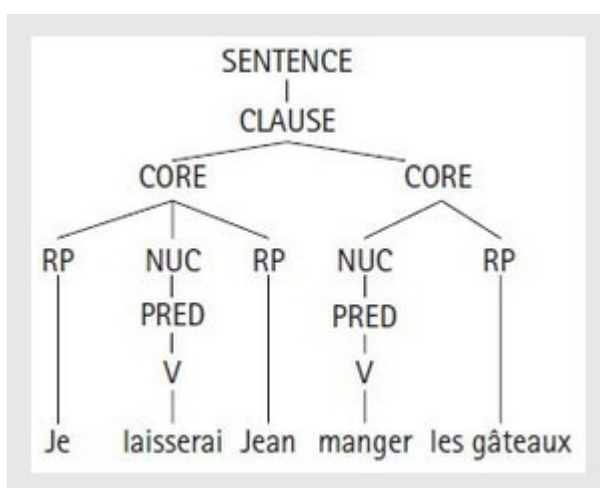 SENTENCE
CLAUSE
CORE CORE
RP NUC RP NUC RP
PRED PRED
V V
Je laisserai Jean manger les gâteaux